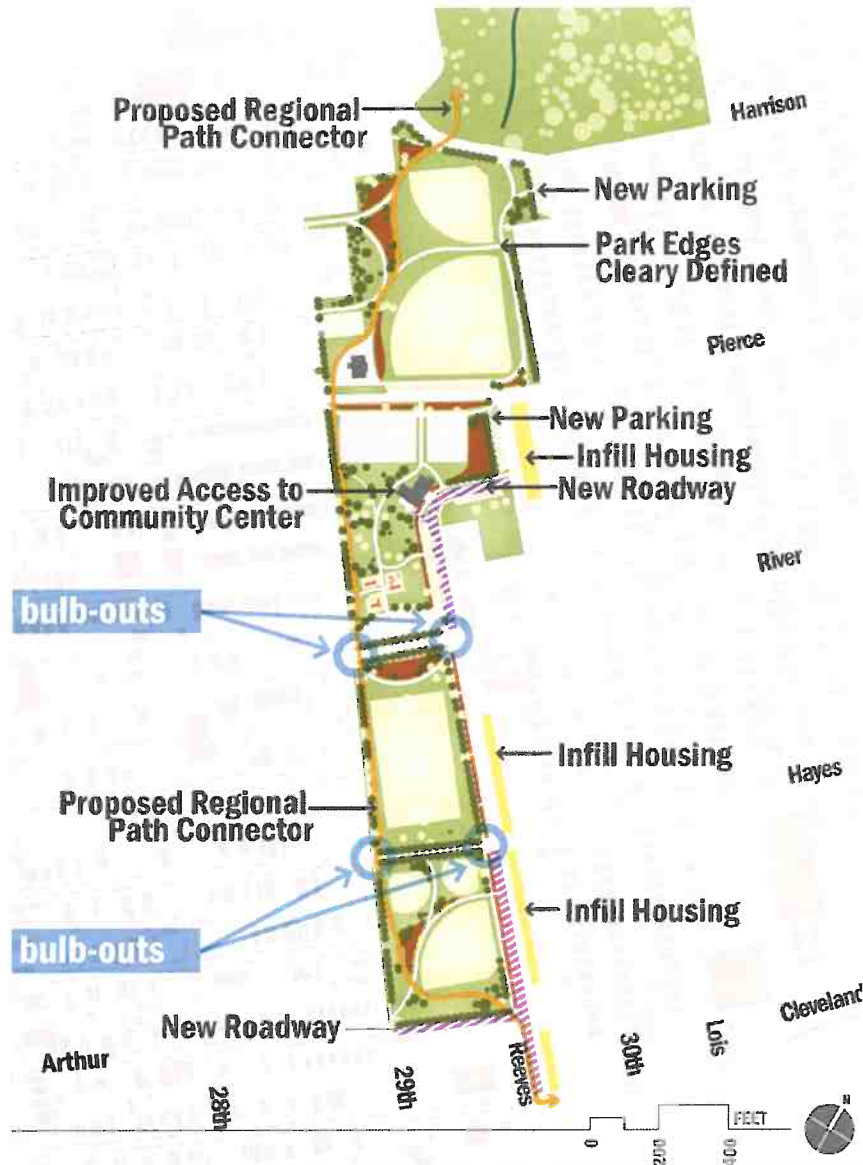 Proposed Regional
Path Connector
Harrison
New Parking
Park Edges
Cleary Defined
Pierce
New Parking
Infill Housing
New Roadway
Improved Access to
Community Center
River
bulb-outs
Infill Housing
Hayes
Proposed Regional
Path Connector
Infill Housing
bulb-outs
Cleveland
New Roadway
Arthur
28th
29th
Reeves
30th
Lois
FEET
0
200
400
N